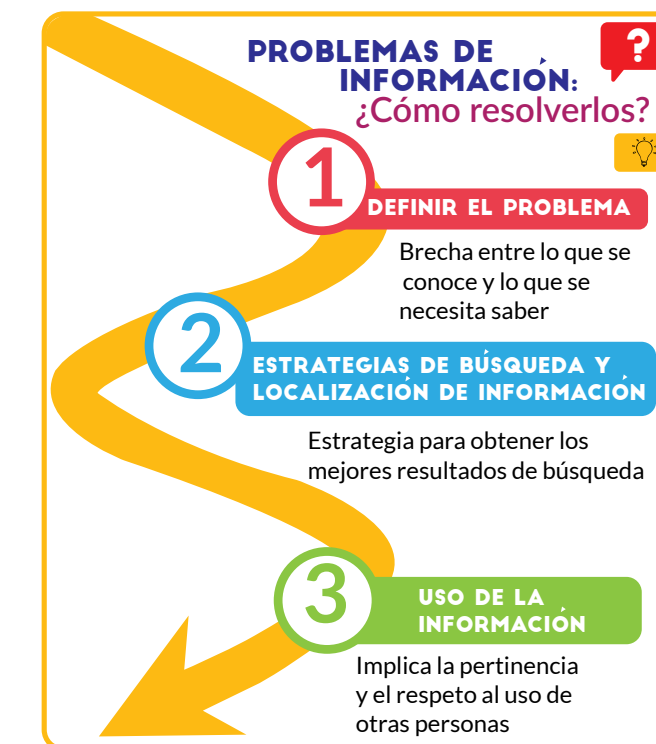 PROBLEMAS DE
INFORMACIÓN:
¿Cómo resolverlos?
?
1
DEFINIR EL PROBLEMA
Brecha entre lo que se
conoce y lo que se
necesita saber
2
ESTRATEGIAS DE BÚSQUEDA Y
LOCALIZACIÓN DE INFORMACIÓN
Estrategia para obtener los
mejores resultados de búsqueda
3
USO DE LA
INFORMACIÓN
Implica la pertinencia
y el respeto al uso de
otras personas